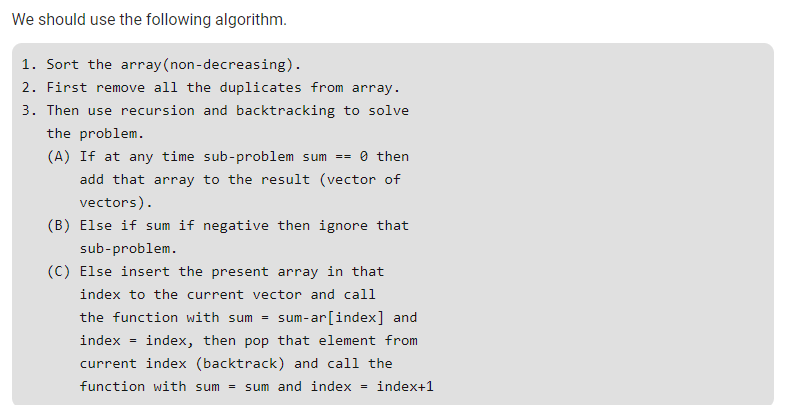 We should use the following algorithm.
1. Sort the array(non-decreasing).
2. First remove all the duplicates from array.
3. Then use recursion and backtracking to solve
the problem.
(A) If at any time sub-problem sum == 0 then
add that array to the result (vector of
vectors).
(B) Else if sum if negative then ignore that
sub-problem.
(C) Else insert the present array in that
index to the current vector and call
the function with sum = sum-ar[index] and
index = index, then pop that element from
current index (backtrack) and call the
function with sum = sum and index = index+1